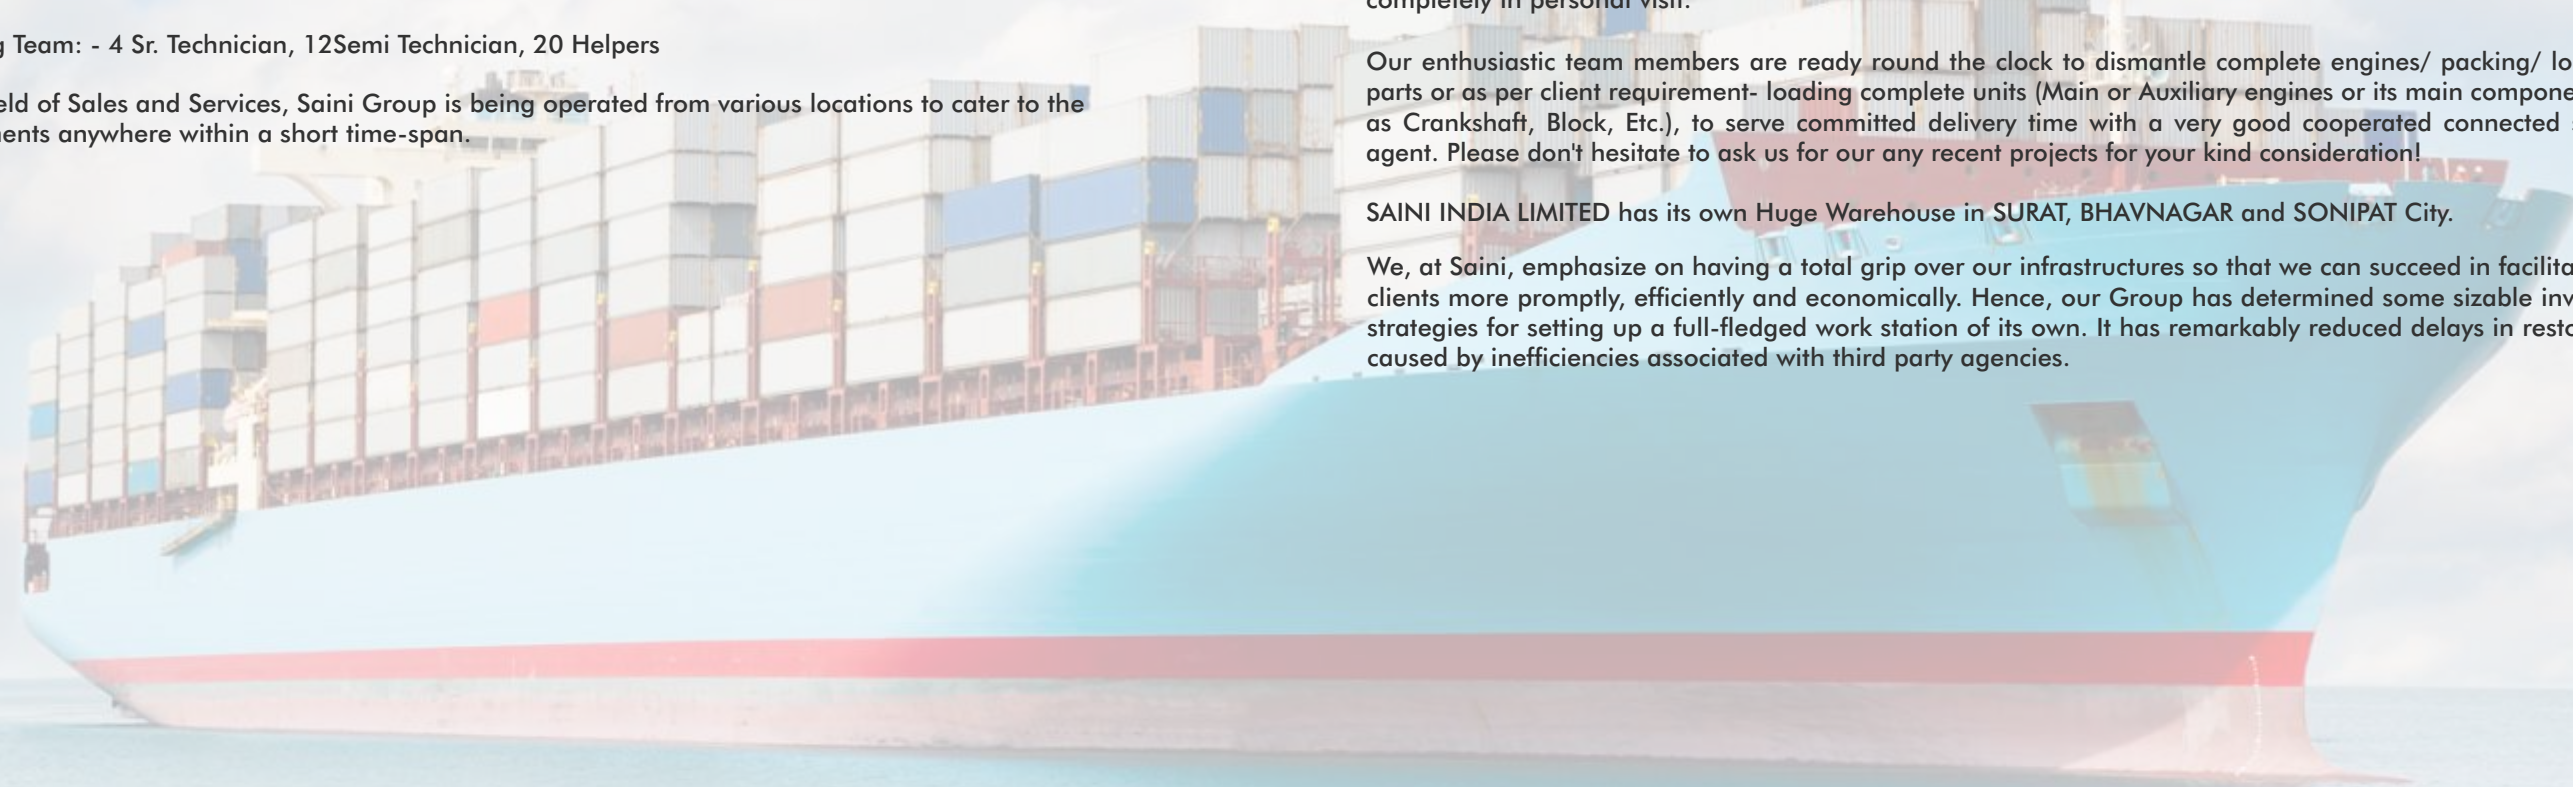 Team: - 4 Sr. Technician, 12Semi Technician, 20 Helpers
of Sales and Services, Saini Group is being operated from various locations to cater to the
anywhere within a short time-span.
completely in personal visit.
Our enthusiastic team members are ready round the clock to dismantle complete engines/ packing/
parts or as per client requirement- loading complete units (Main or Auxiliary engines or its main
as Crankshaft, Block, Etc.), to serve committed delivery time with a very good cooperated connected
agent. Please don't hesitate to ask us for our any recent projects for your kind consideration!
SAINI INDIA LIMITED has its own Huge Warehouse in SURAT, BHAVNAGAR and SONIPAT City.
We, at Saini, emphasize on having a total grip over our infrastructures so that we can succeed in
clients more promptly, efficiently and economically. Hence, our Group has determined some sizable
strategies for setting up a full-fledged work station of its own. It has remarkably reduced delays in
caused by inefficiencies associated with third party agencies.